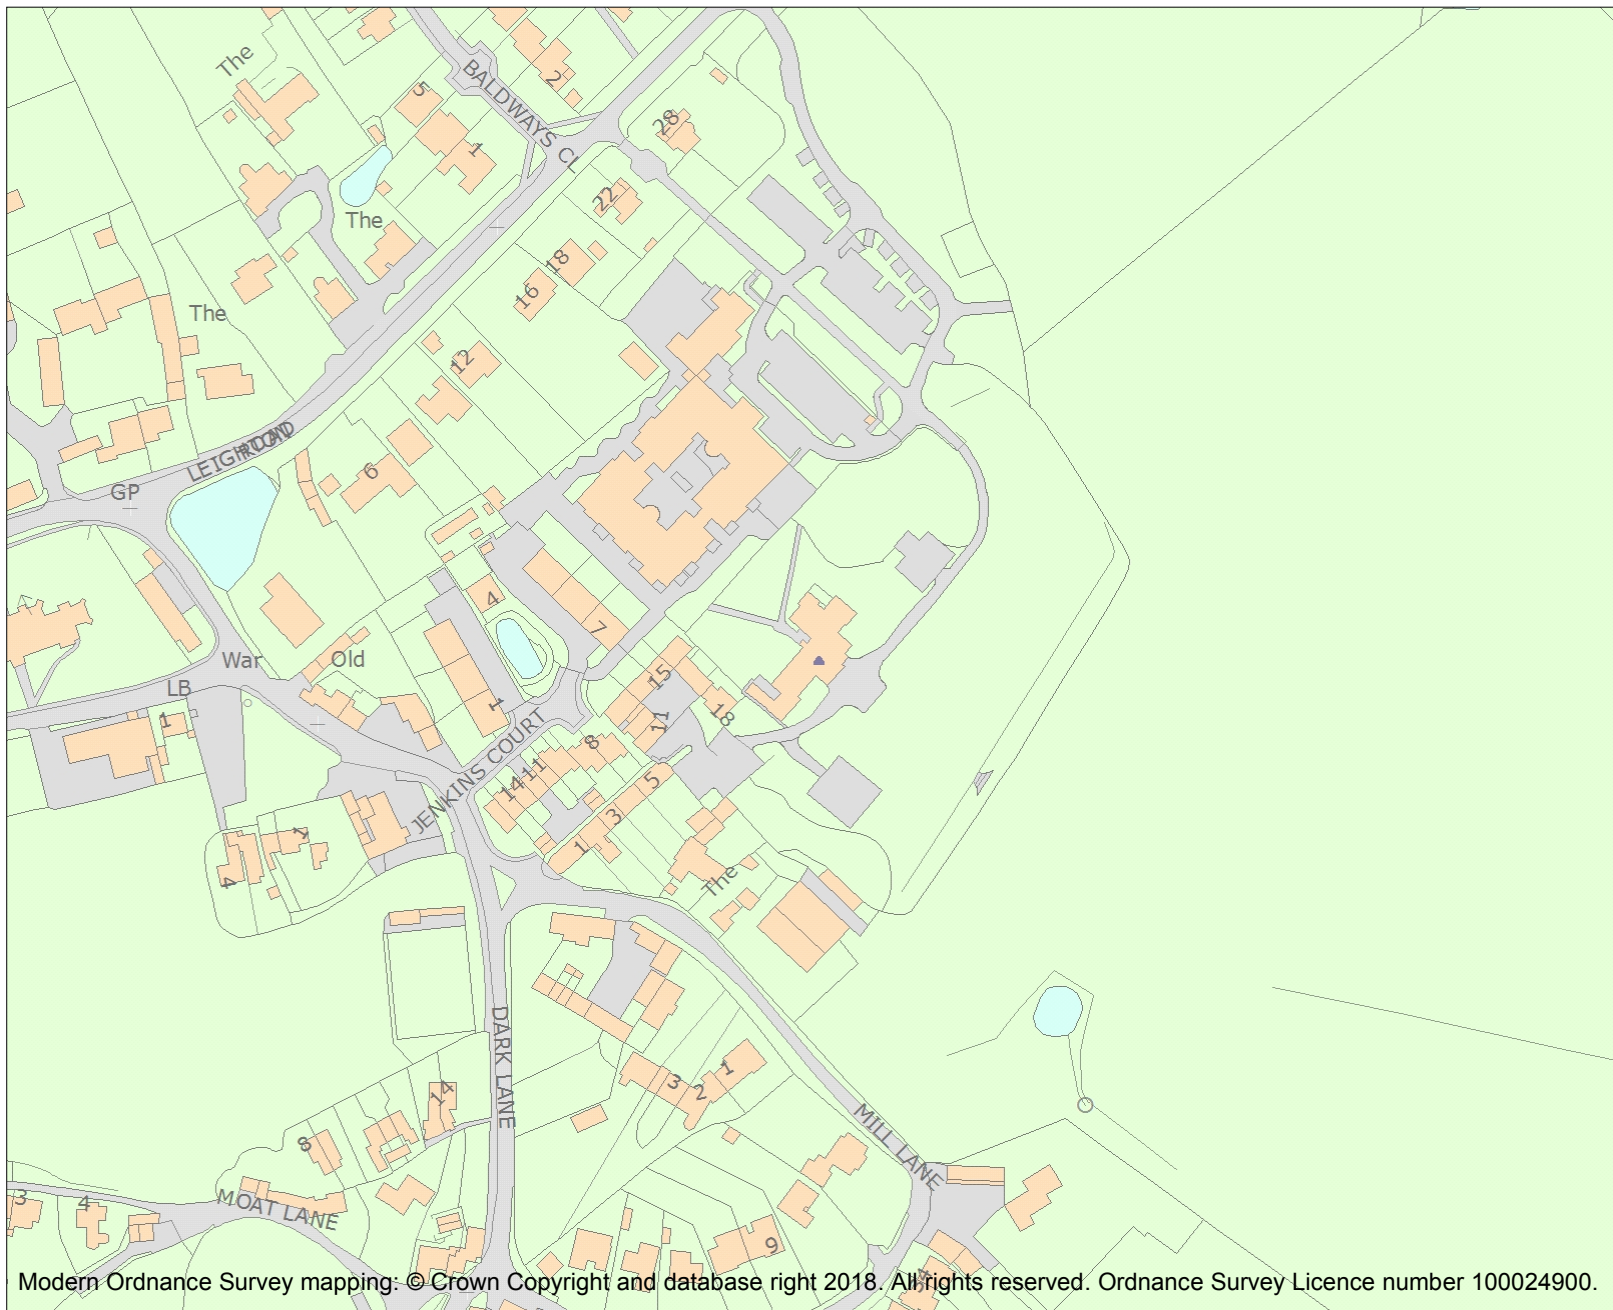 The
5
2
BALDWAYS CL
28
1
22
The
18
16
The
12
LEIGHTON
ROAD
6
GP
4
7
Old
War
15
LB
1
1
11
18
8
JENKINS COURT
11
14
5
3
1
1
4
The
DARK LANE
1
3
2
14
8
MILL LANE
3
4
MOAT LANE
9
Modern Ordnance Survey mapping: © Crown Copyright and database right 2018. All rights reserved. Ordnance Survey Licence number 100024900.